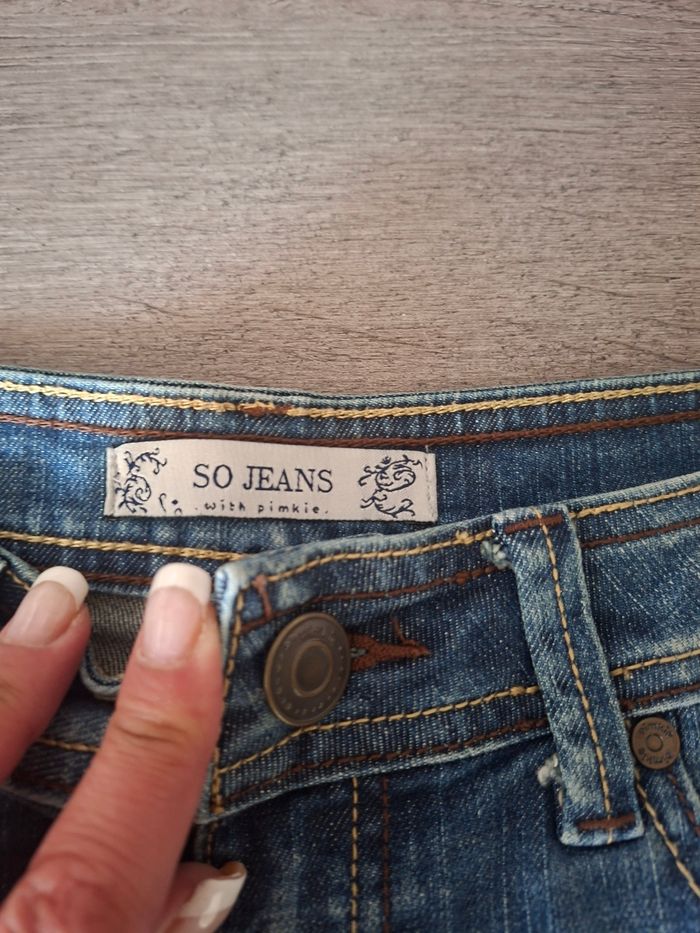 SO JEANS
.with pimkie.